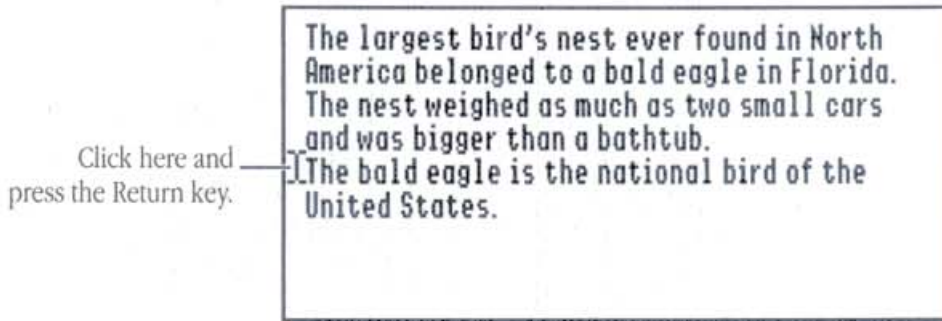 The largest bird's nest ever found in North
America belonged to a bald eagle in Florida.
The nest weighed as much as two small cars
and was bigger than a bathtub.
The bald eagle is the national bird of the
United States.
Click here and
press the Return key.